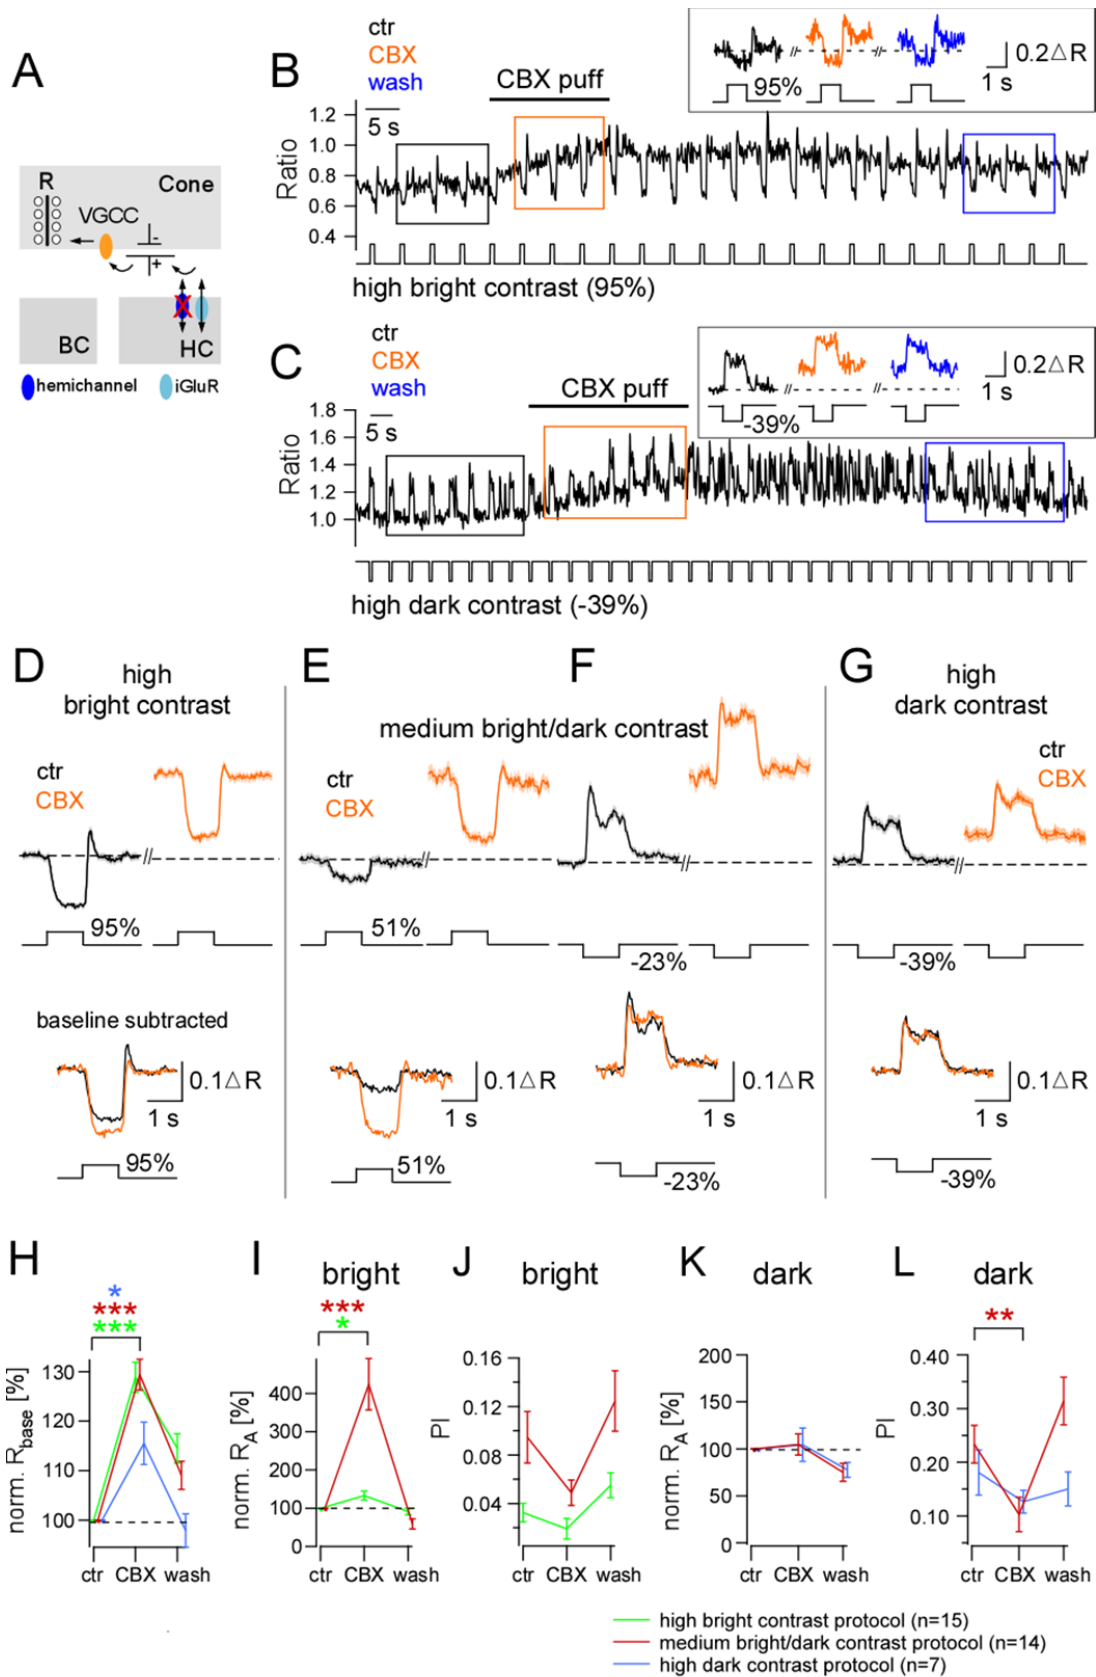 A
R
Cone
VGCC
-
+
BC
HC
hemichannel
iGluR
B
ctr
CBX
wash
CBX puff
5 s
Ratio
1.2
1.0
0.8
0.6
0.4
95%
0.2△R
1 s
high bright contrast (95%)
C
ctr
CBX
wash
CBX puff
5 s
Ratio
1.8
1.6
1.4
1.2
1.0
-39%
0.2△R
1 s
high dark contrast (-39%)
D
high
bright contrast
ctr
CBX
95%
baseline subtracted
0.1△R
1 s
95%
E
F
medium bright/dark contrast
ctr
CBX
51%
-23%
0.1△R
1 s
51%
0.1△R
1 s
-23%
G
high
dark contrast
ctr
CBX
-39%
0.1△R
1 s
-39%
H
*
***
***
norm. Rbase [%]
130
120
110
100
ctr CBX wash
I
bright
***
*
norm. RA [%]
400
300
200
100
0
ctr CBX wash
J
bright
PI
0.16
0.12
0.08
0.04
ctr CBX wash
K
dark
norm. RA [%]
200
150
100
50
0
ctr CBX wash
L
dark
**
PI
0.40
0.30
0.20
0.10
ctr CBX wash
high bright contrast protocol (n=15)
medium bright/dark contrast protocol (n=14)
high dark contrast protocol (n=7)